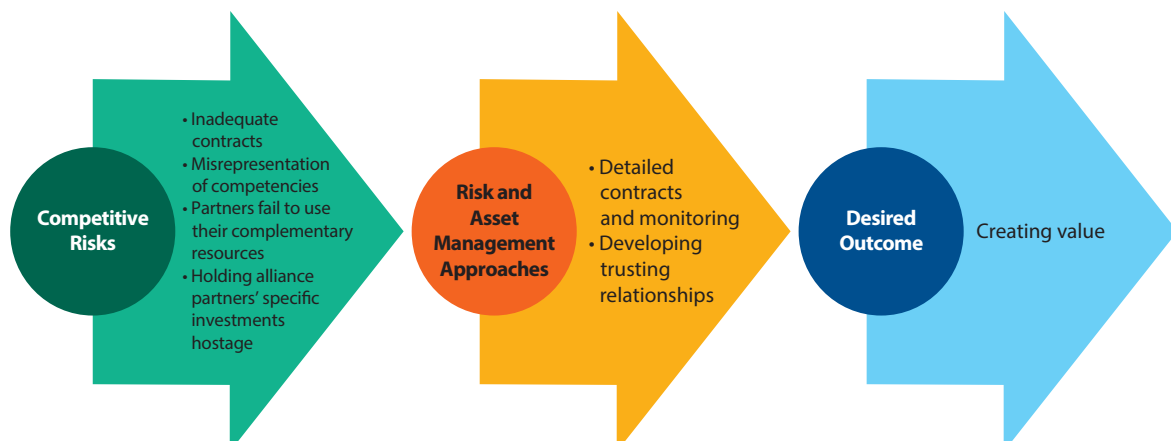 Competitive
Risks
• Inadequate
contracts
• Misrepresentation
of competencies
• Partners fail to use
their complementary
resources
• Holding alliance
partners’ specific
investments
hostage
Risk and
Asset
Management
Approaches
• Detailed
contracts
and monitoring
• Developing
trusting
relationships
Desired
Outcome
Creating value